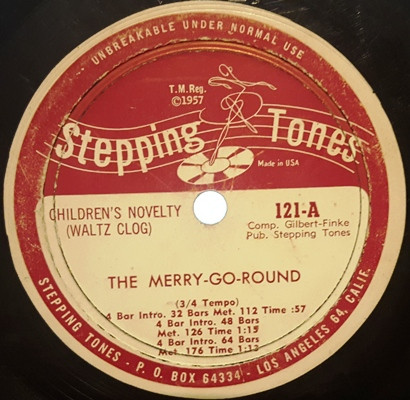 UNBREAKABLE UNDER NORMAL USE
T.M. Reg.
©1957
Stepping Tones
Made in USA
CHILDREN'S NOVELTY
(WALTZ CLOG)
121-A
Comp. Gilbert-Finke
Pub. Stepping Tones
THE MERRY-GO-ROUND
(3/4 Tempo)
4 Bar Intro. 32 Bars Met. 112 Time :57
4 Bar Intro. 48 Bars
Met. 126 Time 1:15
4 Bar Intro. 64 Bars
Met. 176 Time 1:13
STEPPING TONES - P. O. BOX 64334 - LOS ANGELES 64, CALIF.